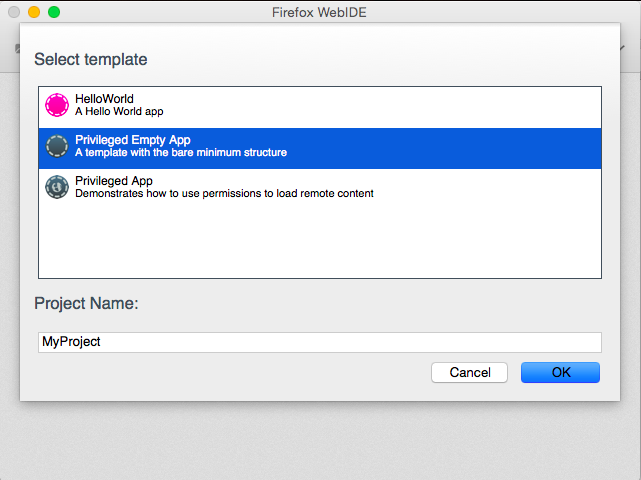 Firefox WebIDE
Select template
HelloWorld
A Hello World app
Privileged Empty App
A template with the bare minimum structure
Privileged App
Demonstrates how to use permissions to load remote content
Project Name:
MyProject
Cancel
OK